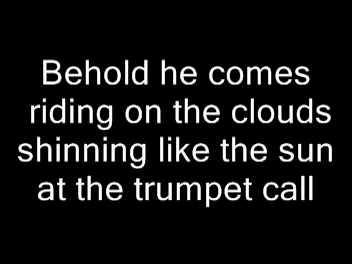 Behold he comes
riding on the clouds
shinning like the sun
at the trumpet call